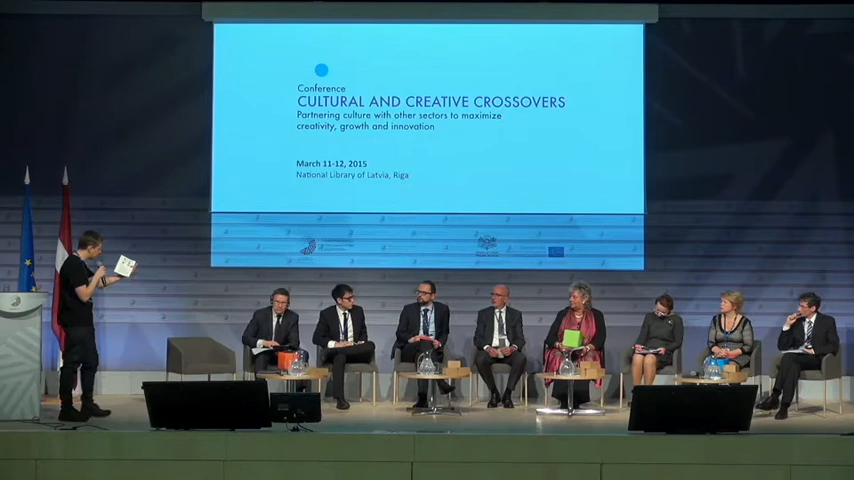 Conference
CULTURAL AND CREATIVE CROSSOVERS
Partnering culture with other sectors to maximize
creativity, growth and innovation
March 11-12, 2015
National Library of Latvia, Riga